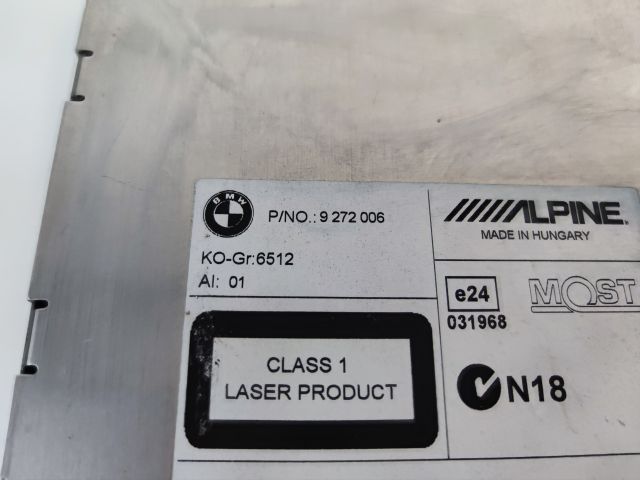 BMW
P/NO.: 9 272 006
KO-Gr:6512
AI: 01
CLASS 1
LASER PRODUCT
ALPINE
MADE IN HUNGARY
e24
031968
MOST
N18